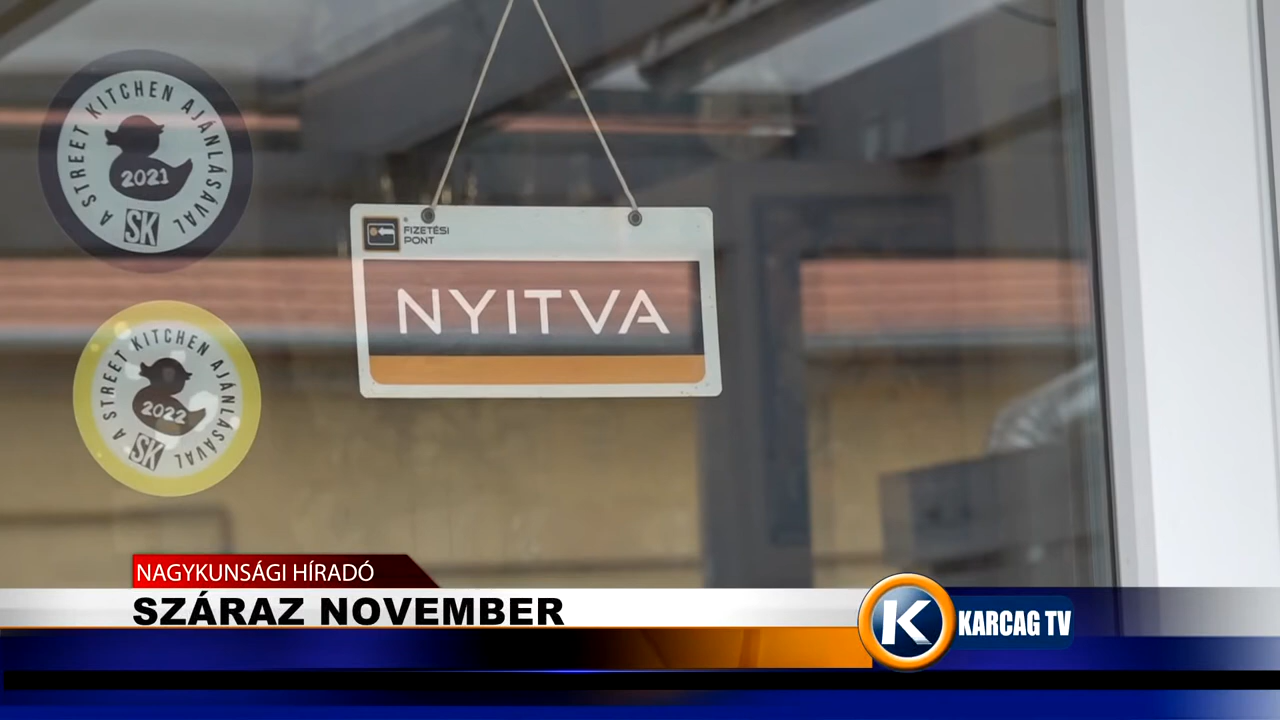 A STREET KITCHEN AJÁNLÁSÁVAL
2021
SK
FIZETÉSI
PONT
NYITVA
A STREET KITCHEN AJÁNLÁSÁVAL
2022
SK
NAGYKUNSÁGI HÍRADÓ
SZÁRAZ NOVEMBER
K KARCAG TV